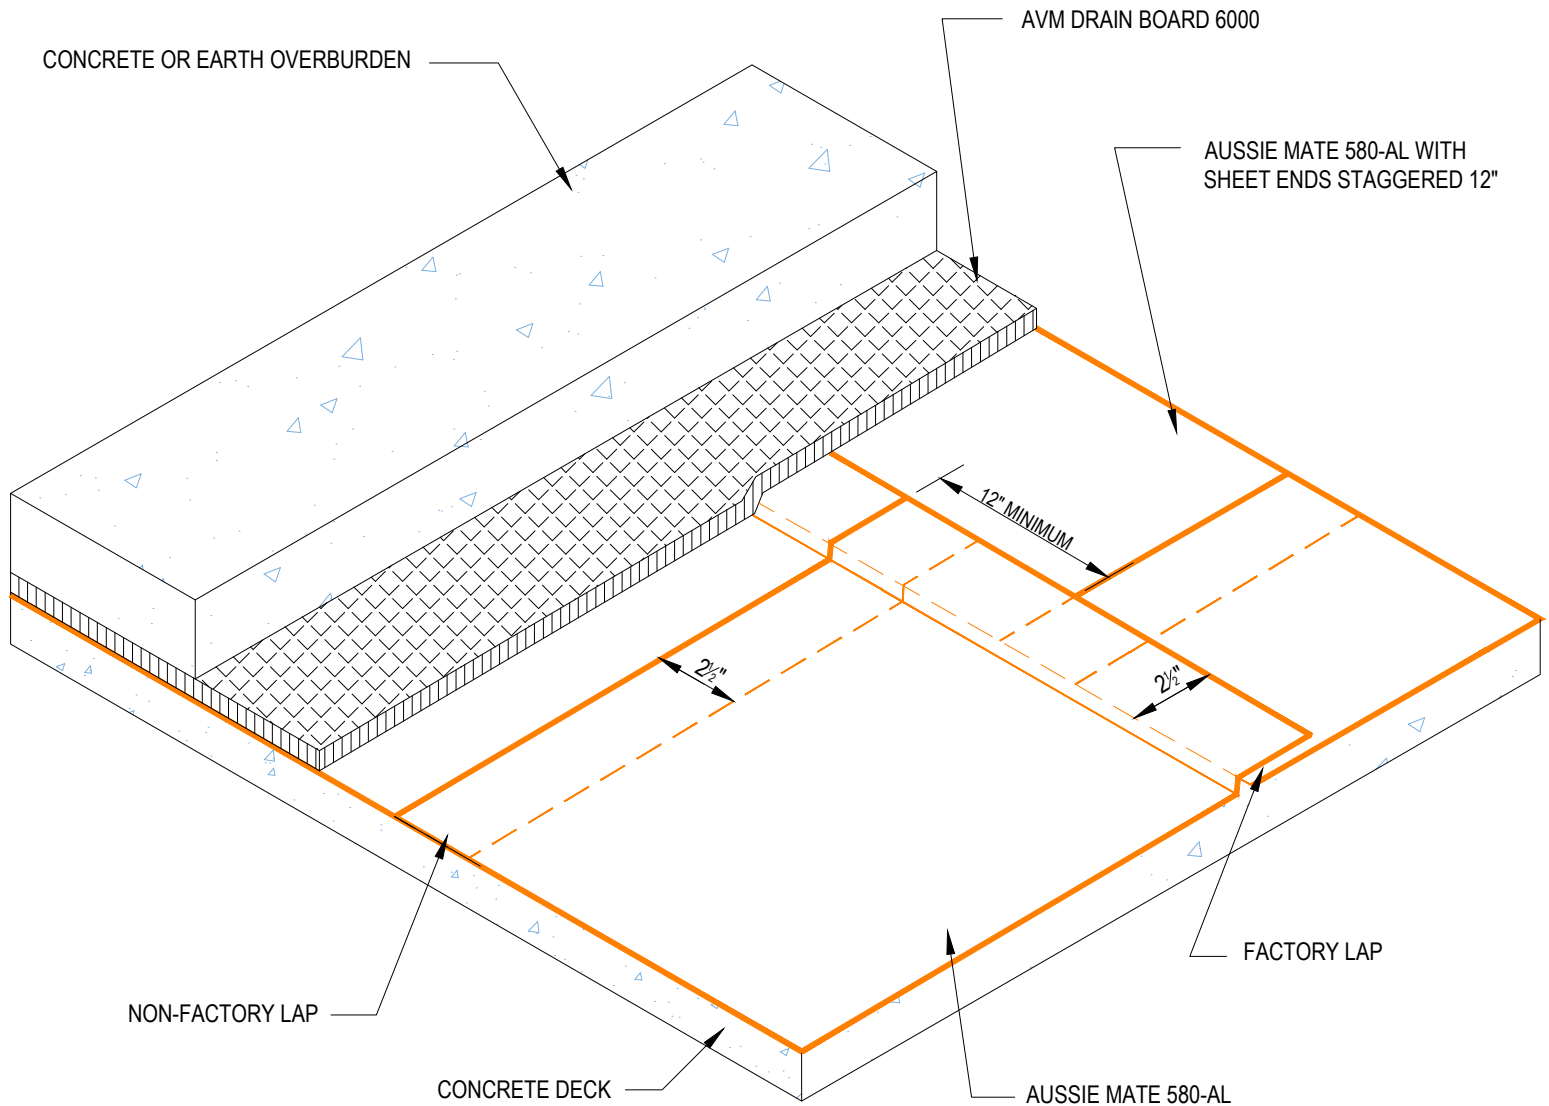 AVM DRAIN BOARD 6000
CONCRETE OR EARTH OVERBURDEN
AUSSIE MATE 580-AL WITH
SHEET ENDS STAGGERED 12"
12" MINIMUM
2½"
2½"
FACTORY LAP
NON-FACTORY LAP
CONCRETE DECK
AUSSIE MATE 580-AL